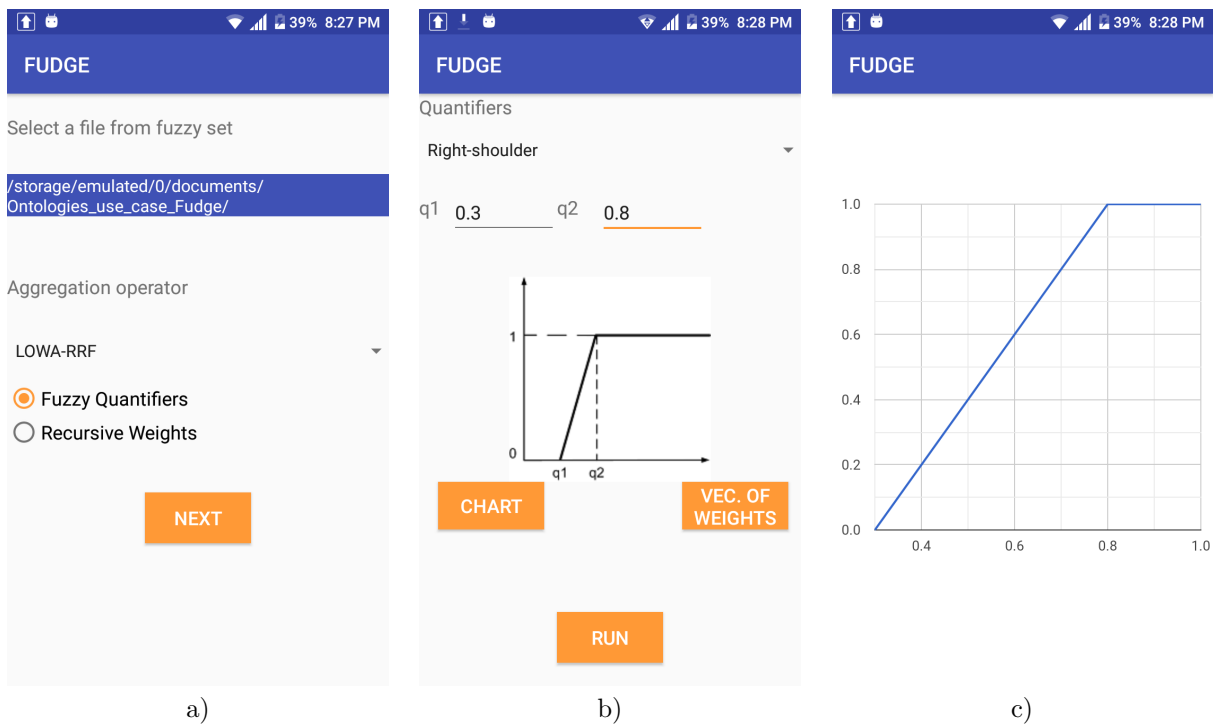 39% 8:27 PM
FUDGE
Select a file from fuzzy set
/storage/emulated/0/documents/
Ontologies_use_case_Fudge/
Aggregation operator
LOWA-RRF
Fuzzy Quantifiers
Recursive Weights
NEXT
a)
39% 8:28 PM
FUDGE
Quantifiers
Right-shoulder
q1 0.3 q2 0.8
1
0
q1 q2
CHART
VEC. OF
WEIGHTS
RUN
b)
39% 8:28 PM
FUDGE
1.0
0.8
0.6
0.4
0.2
0.0
0.4 0.6 0.8 1.0
c)